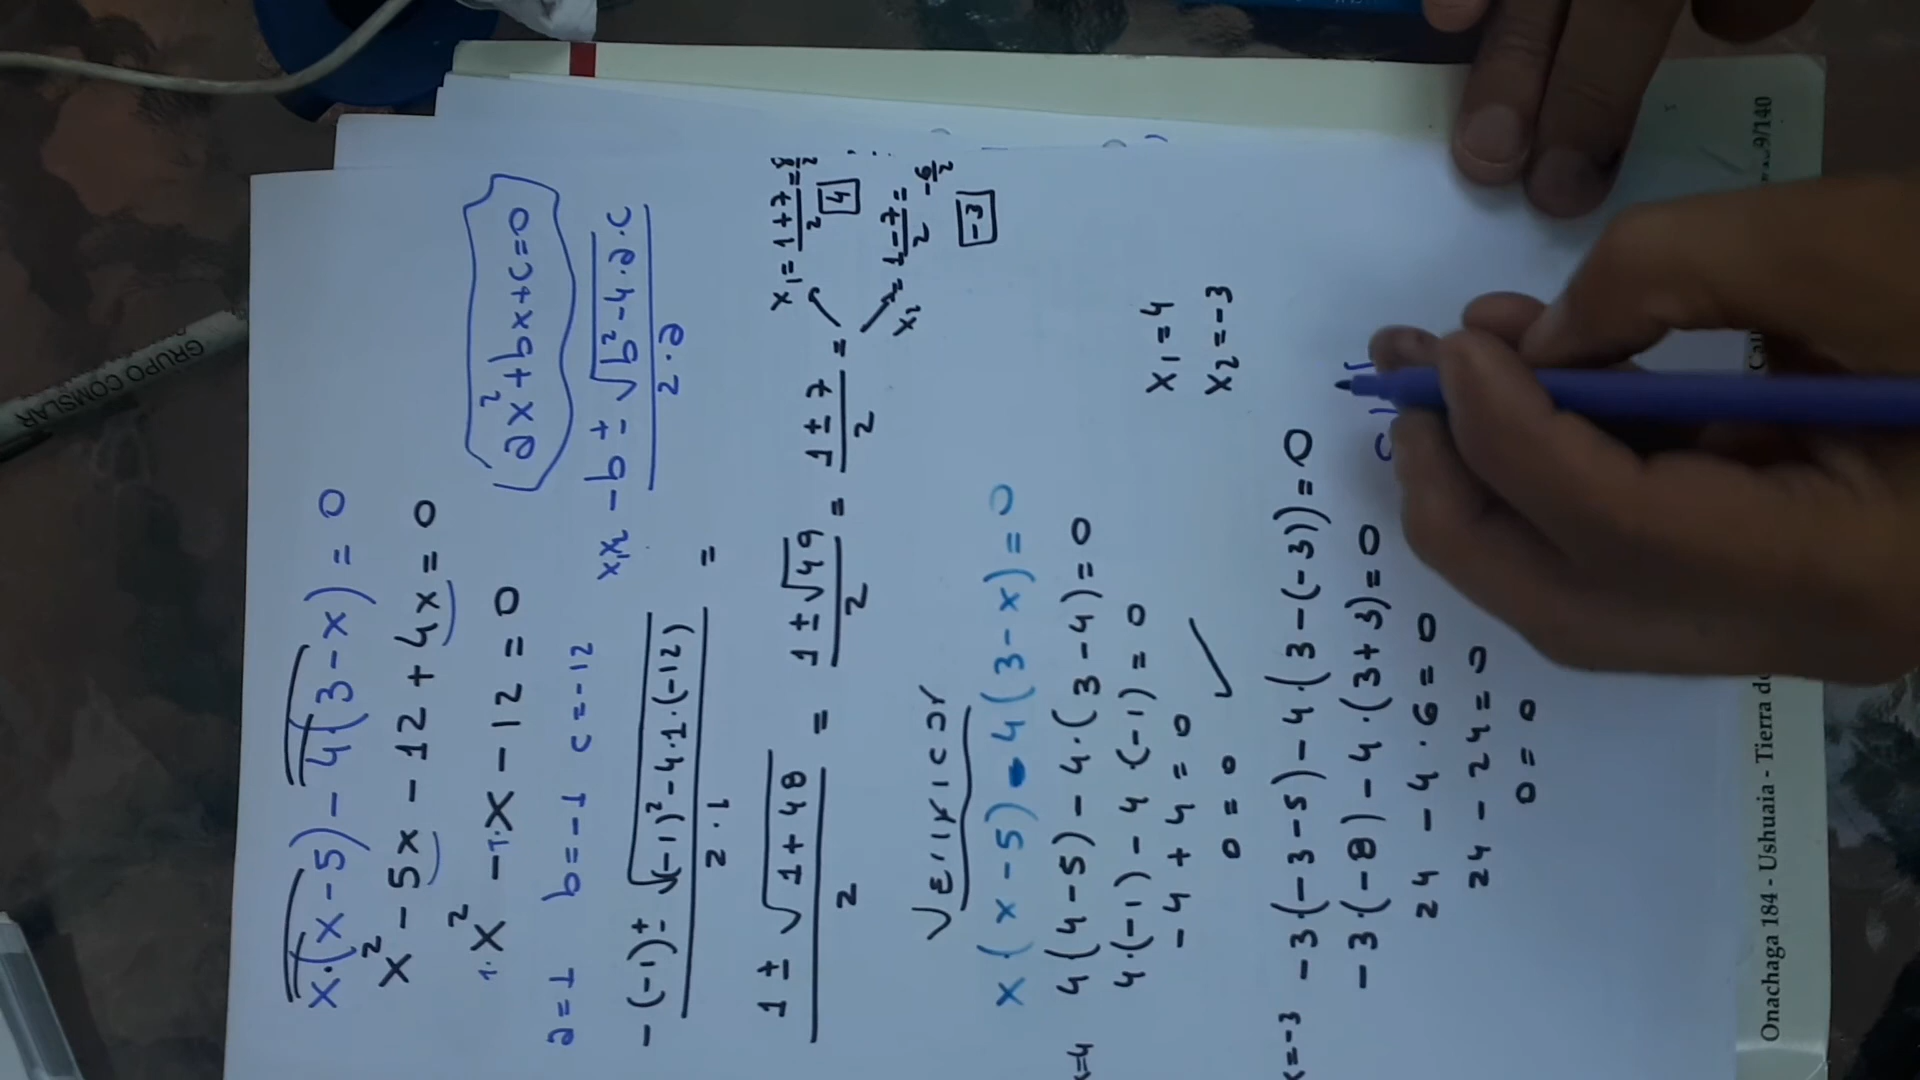 x·(x-5)-4(3-x)=0
x²-5x-12+4x=0
1·x²-1·x-12=0
ax²+bx+c=0
a=1 b=-1 c=-12
x₁x₂ -b±√b²-4·a·c
2·a
-(-1)±√(-1)²-4·1·(-12) =
2·1
1±√1+48 = 1±√49 = 1±7 =
2 2 2
x₁=1+7=8
2 2
4
x₂=1-7=
2
-6
2
-3
Verificar
x(x-5)-4(3-x)=0
x=4 4(4-5)-4·(3-4)=0
4·(-1)-4·(-1)=0
-4+4=0
0=0 ✓
x₁=4
x₂=-3
x=-3 -3·(-3-5)-4·(3-(-3))=0
-3·(-8)-4·(3+3)=0
24-4·6=0
24-24=0
0=0
GRUPO COMSLAR
Onachaga 184 - Ushuaia - Tierra de
9/140